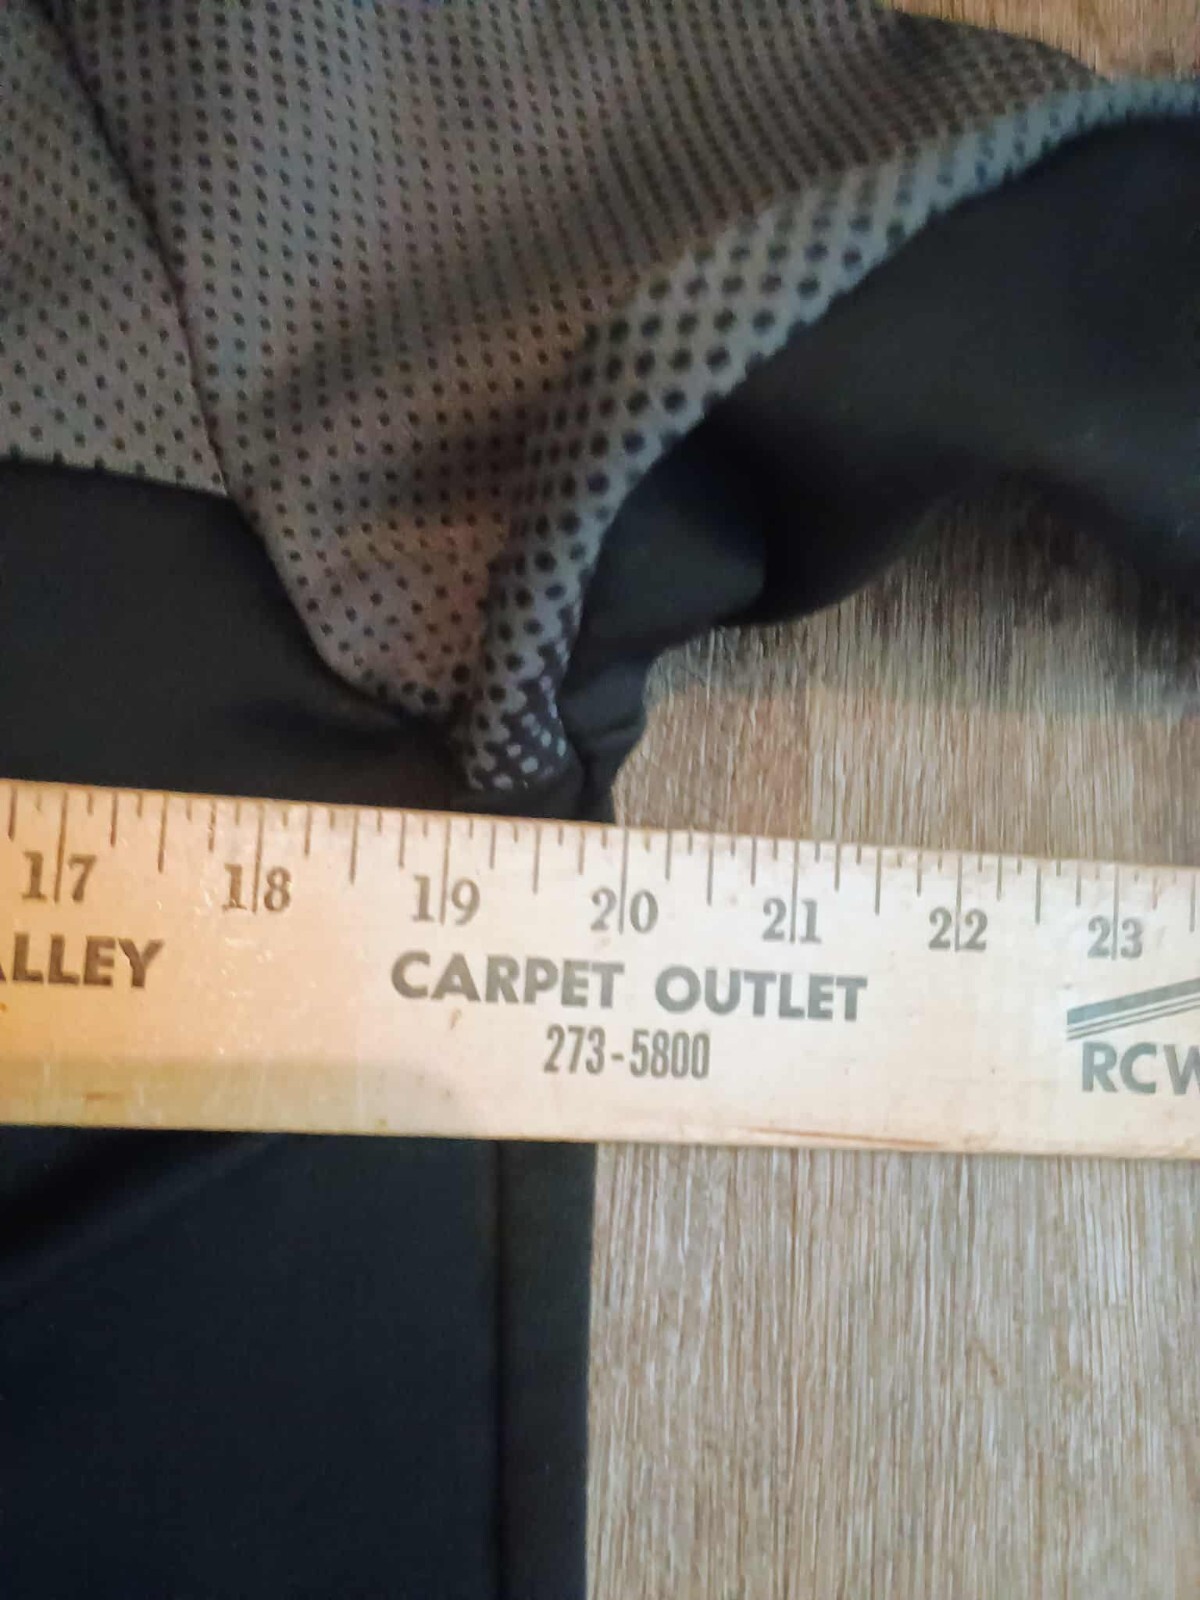 17 18 19 20 21 22 23
ALLEY CARPET OUTLET
273-5800
RCW